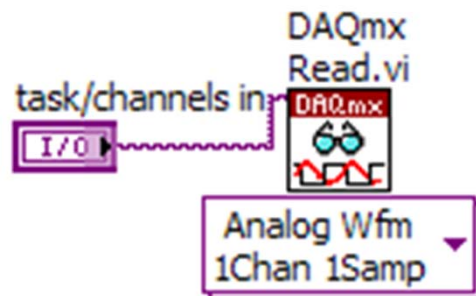 DAQmx
Read.vi
task/channels in
DAQmx
I/O
Analog Wfm
1Chan 1Samp